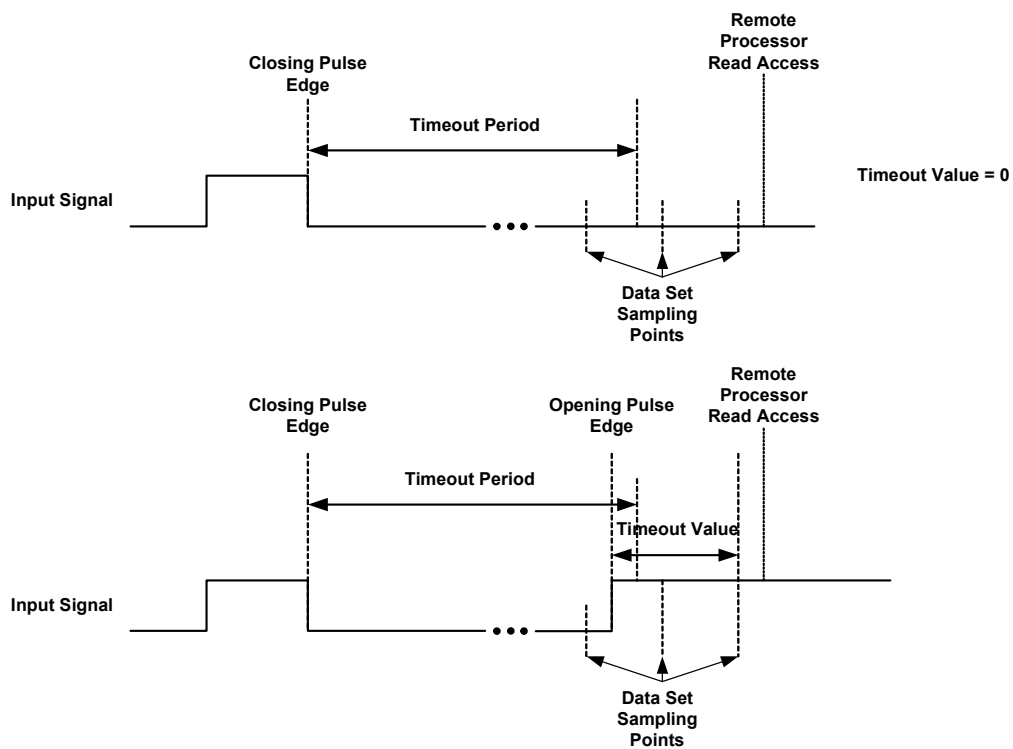 Remote
Processor
Read Access
Closing Pulse
Edge
Timeout Period
Timeout Value = 0
Input Signal
Data Set
Sampling
Points
Remote
Processor
Read Access
Closing Pulse
Edge
Opening Pulse
Edge
Timeout Period
Timeout Value
Input Signal
Data Set
Sampling
Points